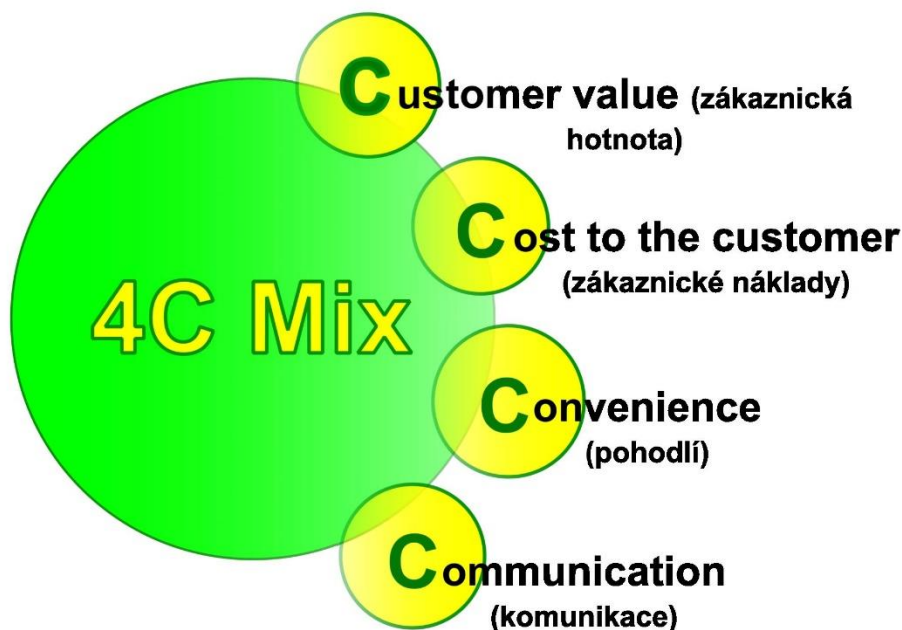 Customer value (zákaznická
hotnota)
Cost to the customer
(zákaznické náklady)
4C Mix
Convenience
(pohodlí)
Communication
(komunikace)